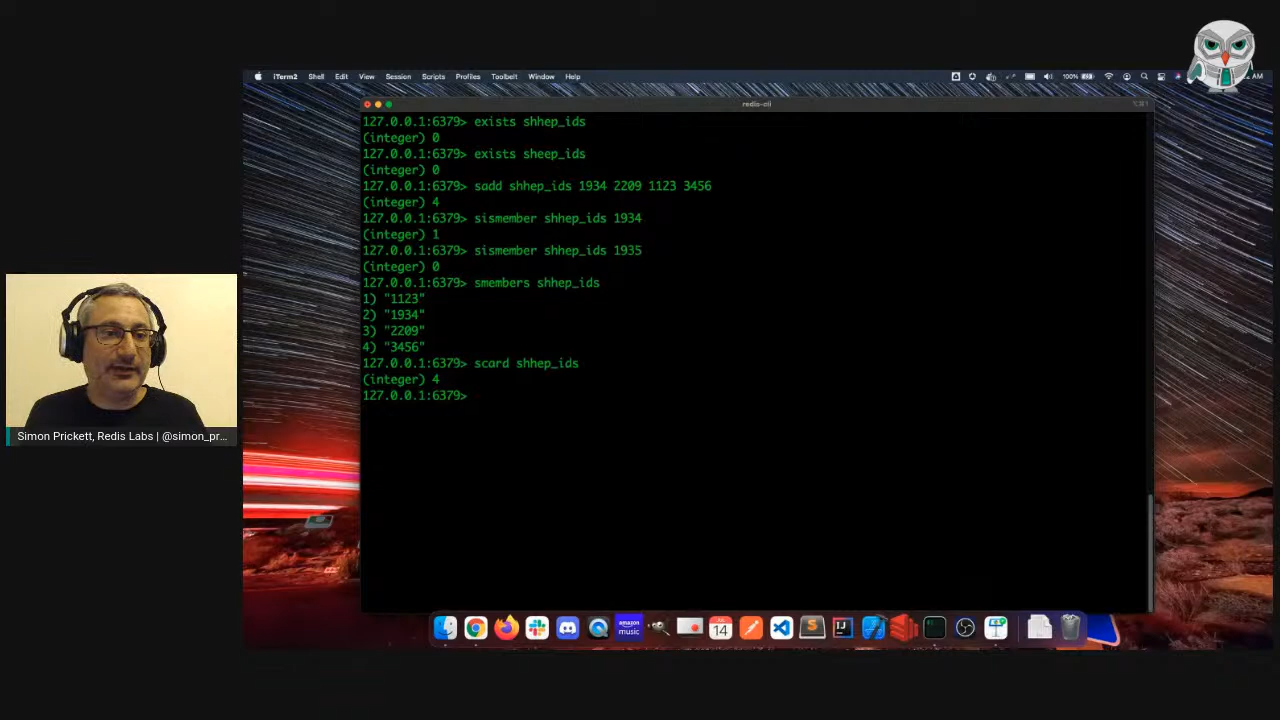 iTerm2 Shell Edit View Session Scripts Profiles Toolbelt Window Help
100%
AM
redis-cli
127.0.0.1:6379> exists shhep_ids
(integer) 0
127.0.0.1:6379> exists sheep_ids
(integer) 0
127.0.0.1:6379> sadd shhep_ids 1934 2209 1123 3456
(integer) 4
127.0.0.1:6379> sismember shhep_ids 1934
(integer) 1
127.0.0.1:6379> sismember shhep_ids 1935
(integer) 0
127.0.0.1:6379> smembers shhep_ids
1) "1123"
2) "1934"
3) "2209"
4) "3456"
127.0.0.1:6379> scard shhep_ids
(integer) 4
127.0.0.1:6379>
Simon Prickett, Redis Labs | @simon_pr...
amazon
music
14